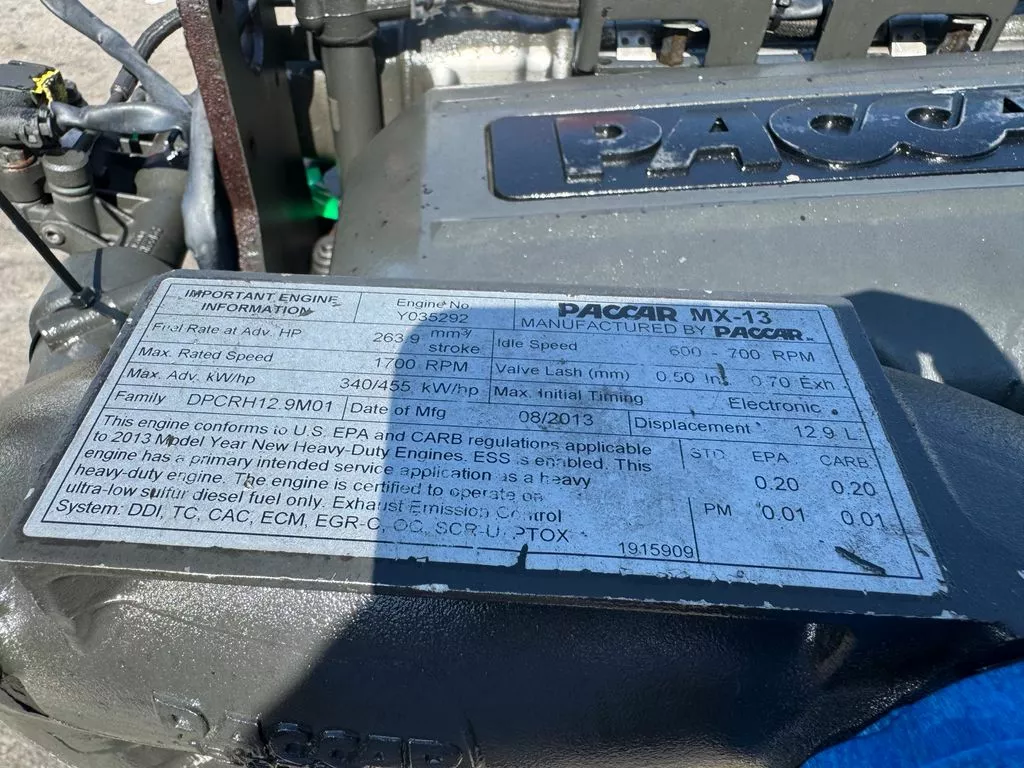 PACCA
IMPORTANT ENGINE
INFORMATION
Engine No
Y035292
PACCAR MX-13
MANUFACTURED BY PACCAR
Fuel Rate at Adv. HP 263.9 mm³/
stroke
Idle Speed 600 - 700 RPM
Max. Rated Speed 1700 RPM
Valve Lash (mm) 0.50 In. 0.70 Exh.
Max. Adv. kW/hp 340/455 kW/hp
Max. Initial Timing Electronic
Family DPCRH12.9M01
Date of Mfg 08/2013
Displacement 12.9 L
This engine conforms to U.S. EPA and CARB regulations applicable
to 2013 Model Year New Heavy-Duty Engines. ESS is enabled. This
engine has a primary intended service application as a heavy
heavy-duty engine. The engine is certified to operate on
ultra-low sulfur diesel fuel only. Exhaust Emission Control
System: DDI, TC, CAC, ECM, EGR-C, OC, SCR-U, PTOX
1915909
STD EPA CARB
0.20 0.20
PM 0.01 0.01
PACCAR